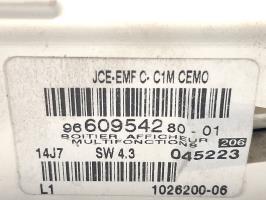 JCE-EMF C- C1M CEMO
96 609542 80 - 01
BOITIER AFFICHEUR
MULTIFONCTIONS 206
14J7 SW 4.3 045223
L1 1026200-06